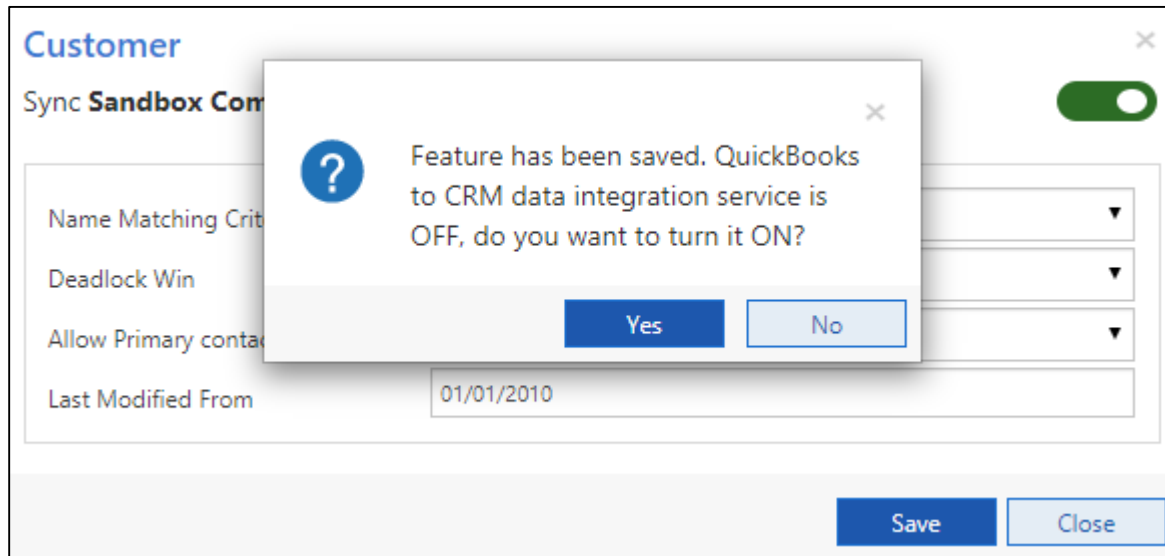 Customer
Sync Sandbox Com
Feature has been saved. QuickBooks
to CRM data integration service is
OFF, do you want to turn it ON?
Yes No
Name Matching Crit
Deadlock Win
Allow Primary contac
Last Modified From 01/01/2010
Save Close